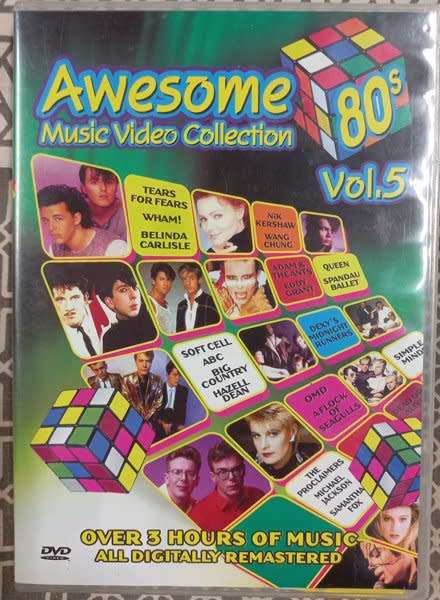 Awesome
80s
Music Video Collection
Vol.5
TEARS
FOR FEARS
WHAM!
BELINDA
CARLISLE
NIK
KERSHAW
WANG
CHUNG
ADAM &
THE ANTS
EDDY
GRANT
QUEEN
SPANDAU
BALLET
SOFT CELL
ABC
BIG
COUNTRY
HAZELL
DEAN
DEXY'S
MIDNIGHT
RUNNERS
SIMPLE
MINDS
OMD
A FLOCK
OF
SEAGULLS
THE
PROCLAIMERS
MICHAEL
JACKSON
SAMANTHA
FOX
OVER 3 HOURS OF MUSIC
ALL DIGITALLY REMASTERED
DVD
VIDEO